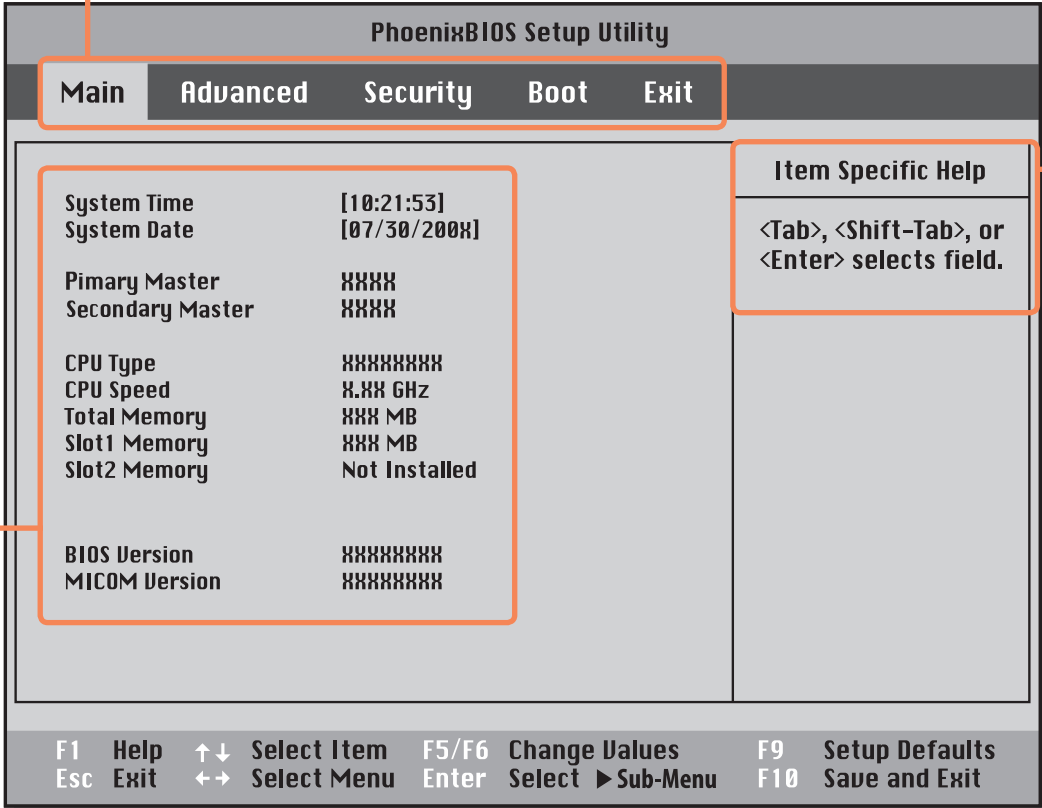 PhoenixBIOS Setup Utility
Main Advanced Security Boot Exit
Item Specific Help
<Tab>, <Shift-Tab>, or
<Enter> selects field.
System Time [10:21:53]
System Date [07/30/200X]
Pimary Master XXXX
Secondary Master XXXX
CPU Type XXXXXXXX
CPU Speed X.XX GHz
Total Memory XXX MB
Slot1 Memory XXX MB
Slot2 Memory Not Installed
BIOS Version XXXXXXXX
MICOM Version XXXXXXXX
F1 Help ↑↓ Select Item F5/F6 Change Values F9 Setup Defaults
Esc Exit ←→ Select Menu Enter Select ▶Sub-Menu F10 Save and Exit